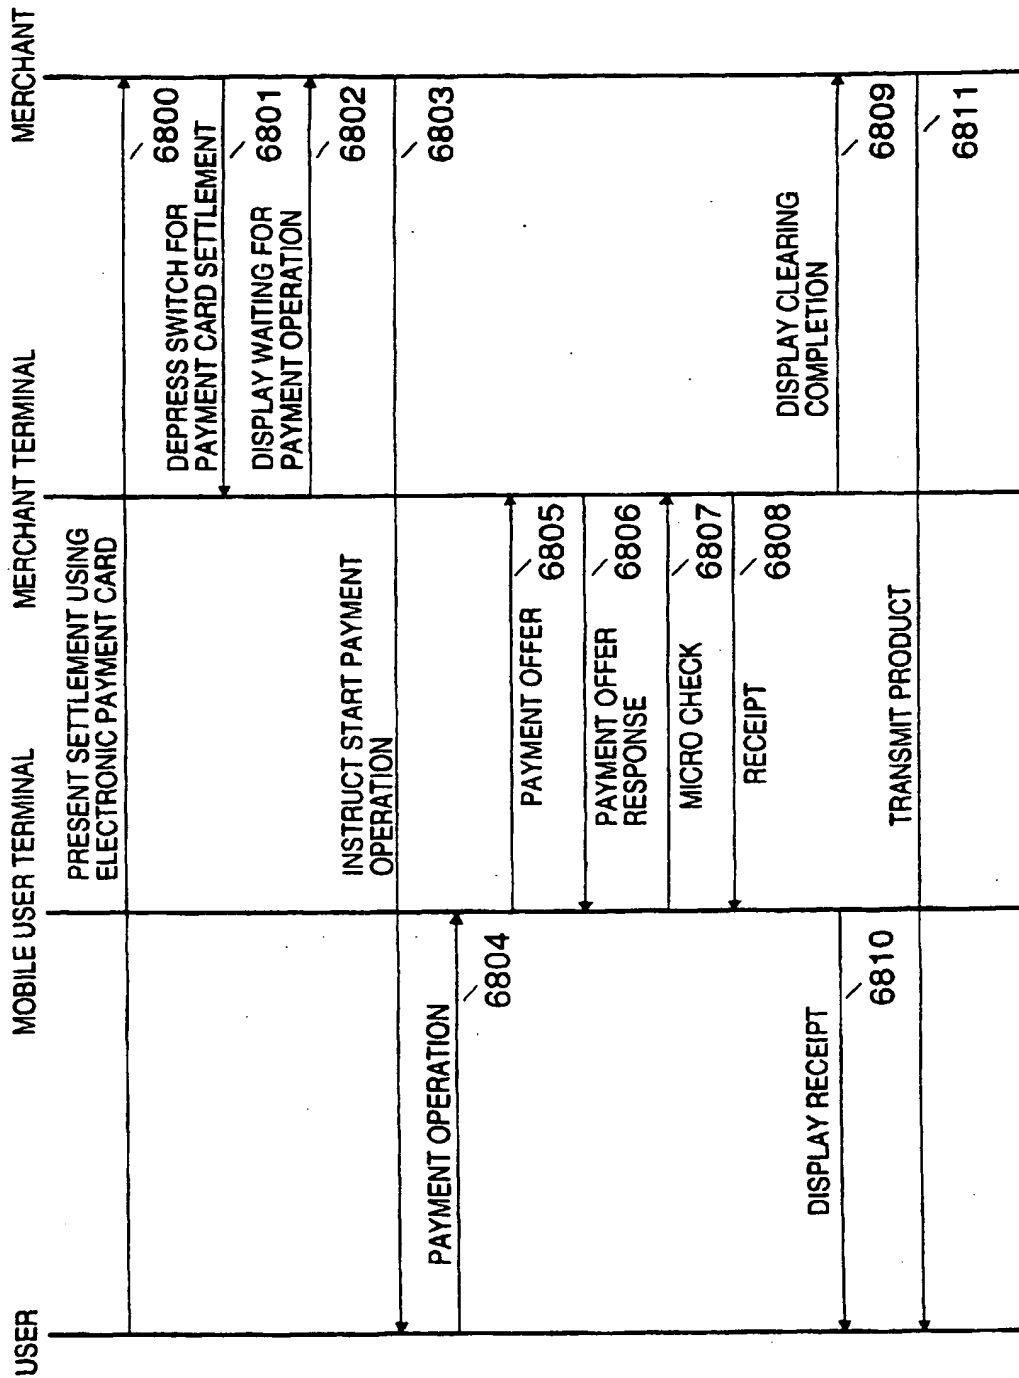 USER
MOBILE USER TERMINAL
MERCHANT TERMINAL
MERCHANT
PRESENT SETTLEMENT USING
ELECTRONIC PAYMENT CARD
6800
DEPRESS SWITCH FOR
PAYMENT CARD SETTLEMENT
6801
DISPLAY WAITING FOR
PAYMENT OPERATION
6802
INSTRUCT START PAYMENT
OPERATION
6803
PAYMENT OPERATION
6804
PAYMENT OFFER
6805
PAYMENT OFFER
RESPONSE
6806
MICRO CHECK
6807
RECEIPT
6808
DISPLAY CLEARING
COMPLETION
6809
DISPLAY RECEIPT
6810
TRANSMIT PRODUCT
6811